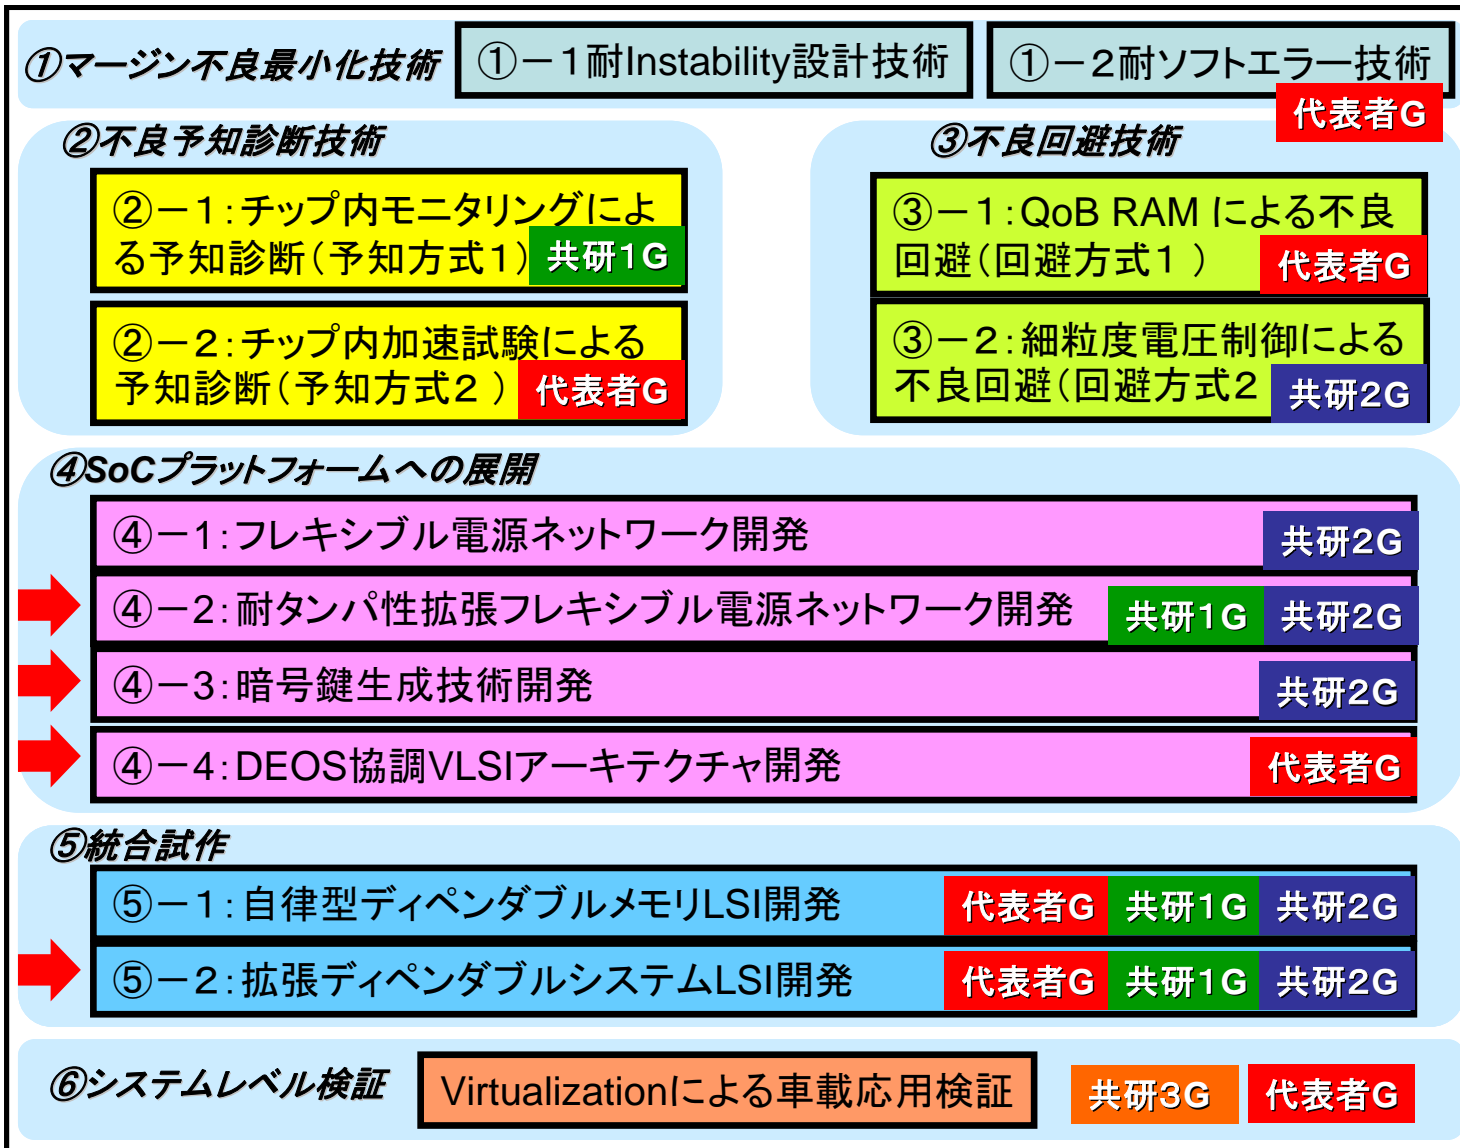 ①マージン不良最小化技術
①－１耐Instability設計技術
①－２耐ソフトエラー技術
代表者G
②不良予知診断技術
②－１：チップ内モニタリングによ
る予知診断（予知方式１）
共研１G
②－２：チップ内加速試験による
予知診断（予知方式２）
代表者G
③不良回避技術
③－１：QoB RAM による不良
回避（回避方式１）
代表者G
③－２：細粒度電圧制御による
不良回避（回避方式２
共研２G
④SoCプラットフォームへの展開
④－１：フレキシブル電源ネットワーク開発
共研２G
④－２：耐タンパ性拡張フレキシブル電源ネットワーク開発
共研１G 共研２G
④－３：暗号鍵生成技術開発
共研２G
④－４：DEOS協調VLSIアーキテクチャ開発
代表者G
⑤統合試作
⑤－１：自律型ディペンダブルメモリLSI開発
代表者G 共研１G 共研２G
⑤－２：拡張ディペンダブルシステムLSI開発
代表者G 共研１G 共研２G
⑥システムレベル検証
Virtualizationによる車載応用検証
共研３G 代表者G